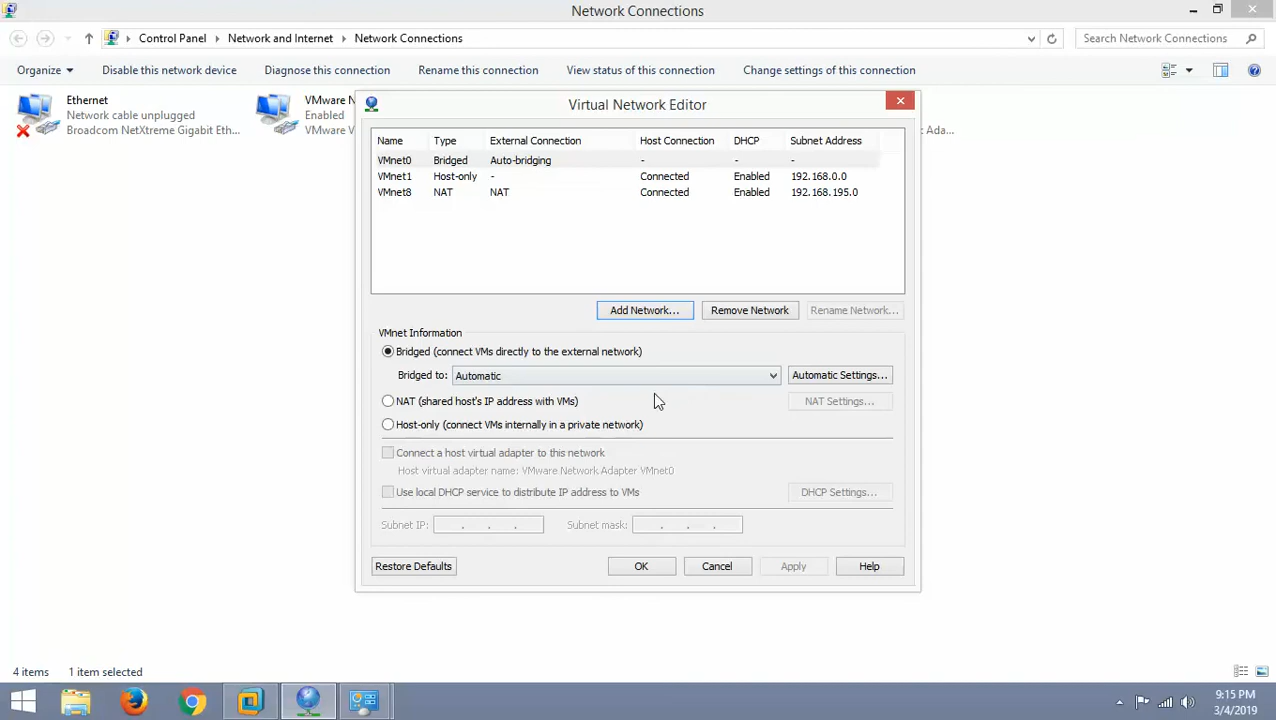 Network Connections
Control Panel Network and Internet Network Connections
Search Network Connections
Organize Disable this network device Diagnose this connection Rename this connection View status of this connection Change settings of this connection
Ethernet
Network cable unplugged
Broadcom NetXtreme Gigabit Eth...
VMware N
Enabled
VMware V
Ada...
Virtual Network Editor
Name Type External Connection Host Connection DHCP Subnet Address
VMnet0 Bridged Auto-bridging - - -
VMnet1 Host-only - Connected Enabled 192.168.0.0
VMnet8 NAT NAT Connected Enabled 192.168.195.0
Add Network... Remove Network Rename Network...
VMnet Information
Bridged (connect VMs directly to the external network)
Bridged to: Automatic Automatic Settings...
NAT (shared host's IP address with VMs) NAT Settings...
Host-only (connect VMs internally in a private network)
Connect a host virtual adapter to this network
Host virtual adapter name: VMware Network Adapter VMnet0
Use local DHCP service to distribute IP address to VMs DHCP Settings...
Subnet IP: . . . Subnet mask: . . .
Restore Defaults OK Cancel Apply Help
4 items 1 item selected
9:15 PM
3/4/2019